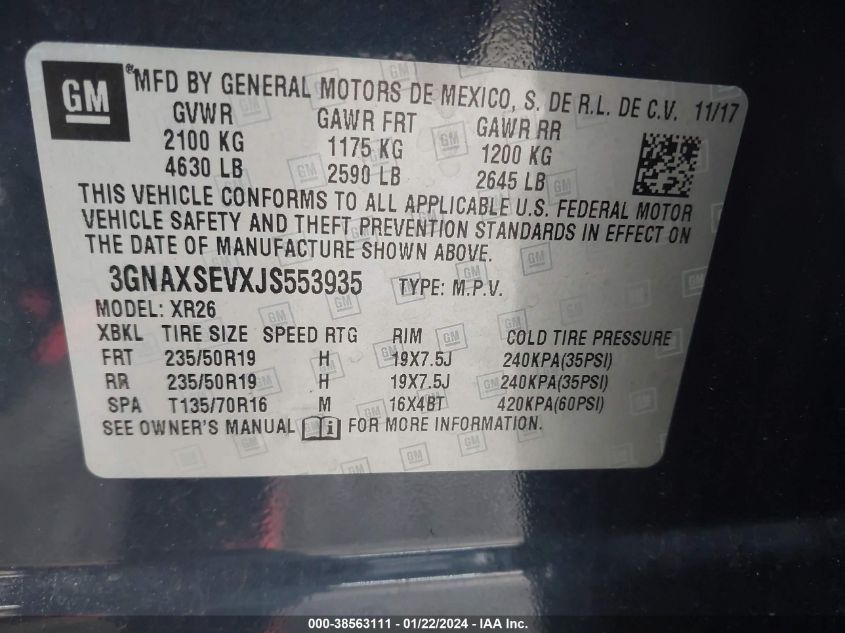 GM
®MFD BY GENERAL MOTORS DE MEXICO, S. DE R.L. DE C.V. 11/17
GVWR GAWR FRT GAWR RR
2100 KG 1175 KG 1200 KG
4630 LB 2590 LB 2645 LB
THIS VEHICLE CONFORMS TO ALL APPLICABLE U.S. FEDERAL MOTOR
VEHICLE SAFETY AND THEFT PREVENTION STANDARDS IN EFFECT ON
THE DATE OF MANUFACTURE SHOWN ABOVE.
3GNAXSEVXJS553935 TYPE: M.P.V.
MODEL: XR26
XBKL TIRE SIZE SPEED RTG RIM COLD TIRE PRESSURE
FRT 235/50R19 H 19X7.5J 240KPA(35PSI)
RR 235/50R19 H 19X7.5J 240KPA(35PSI)
SPA T135/70R16 M 16X4BT 420KPA(60PSI)
SEE OWNER'S MANUAL i FOR MORE INFORMATION.
000-38563111 - 01/22/2024 - IAA Inc.